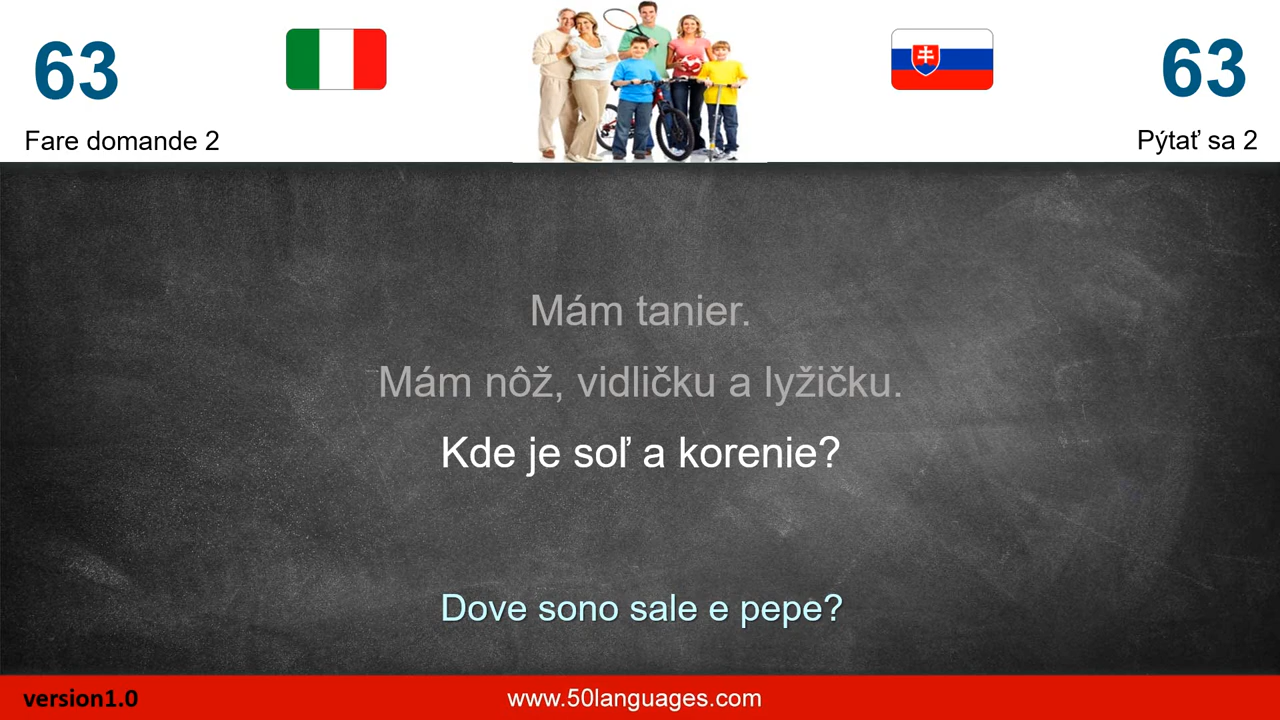 63
63
Fare domande 2
Pýtať sa 2
Mám tanier.
Mám nôž, vidličku a lyžičku.
Kde je soľ a korenie?
Dove sono sale e pepe?
version1.0
www.50languages.com